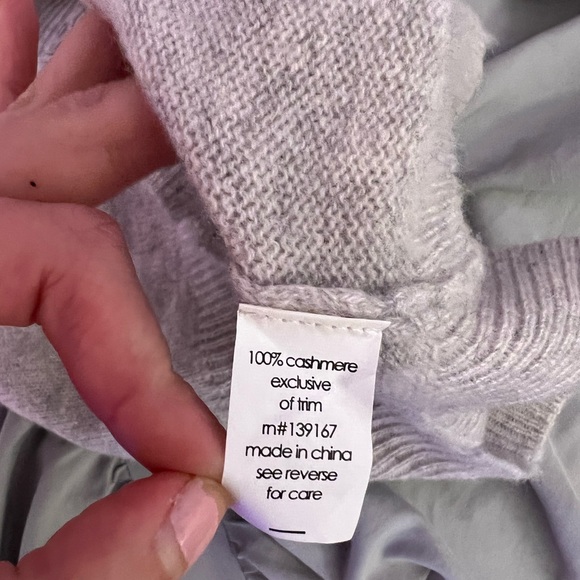 100% cashmere
exclusive
of trim
rn#139167
made in china
see reverse
for care